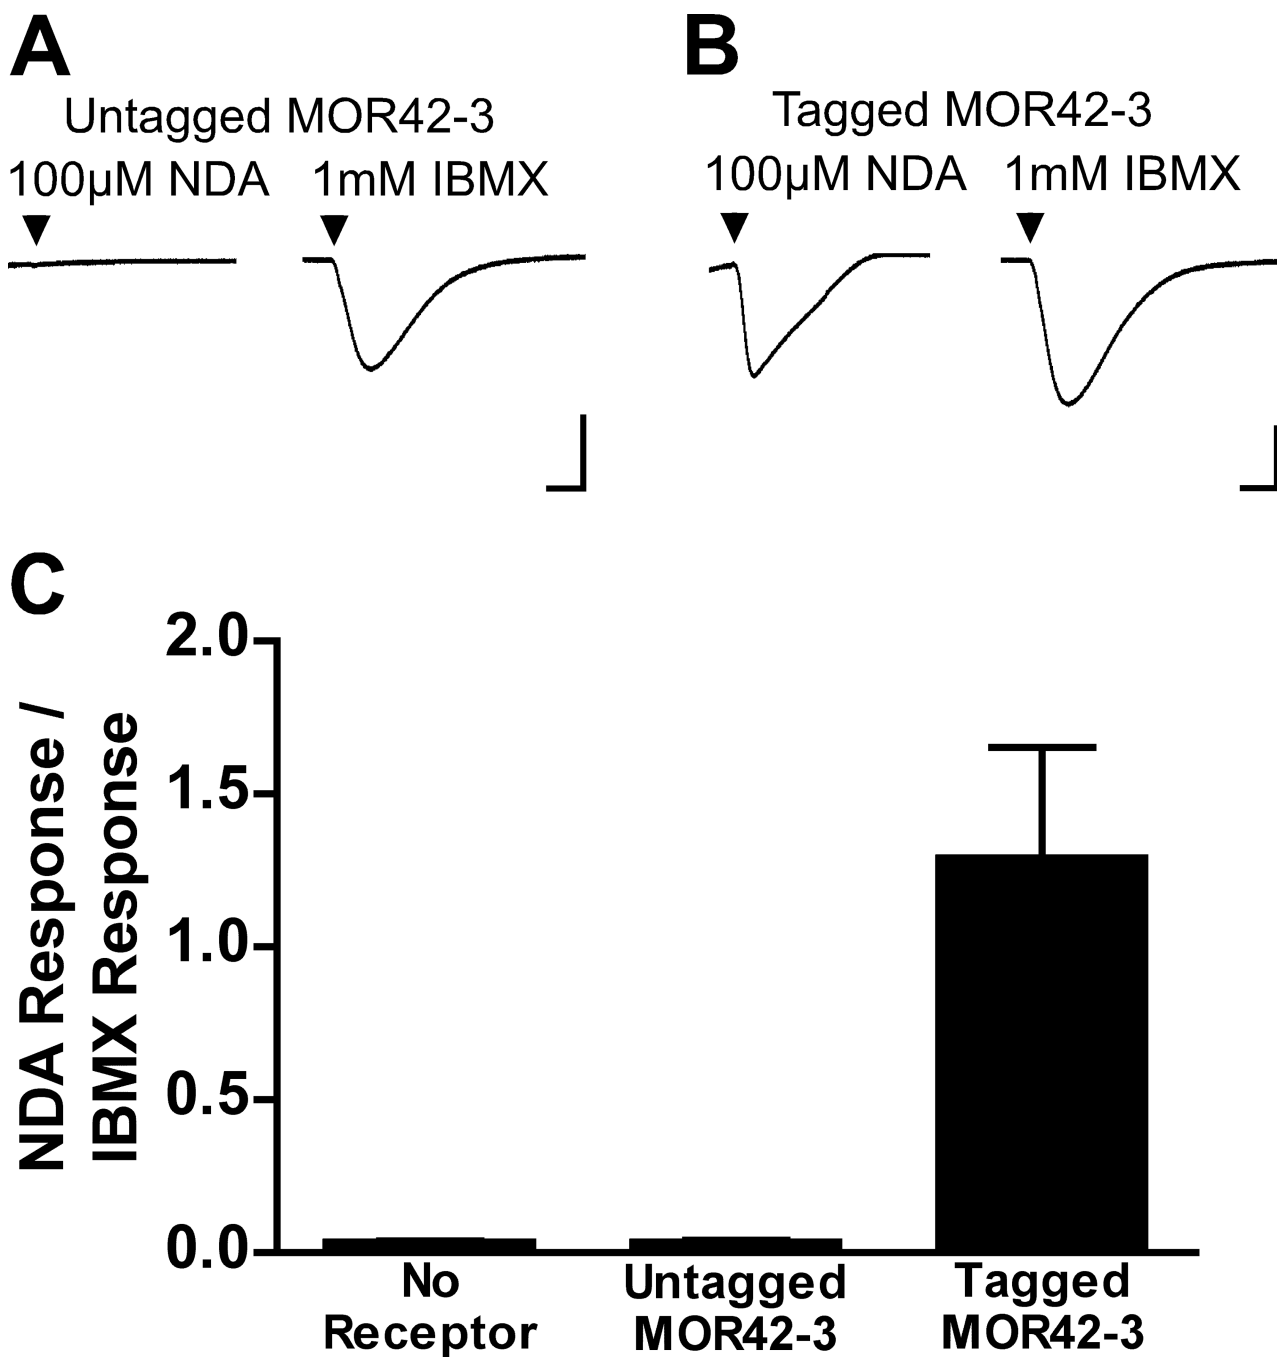 A
Untagged MOR42-3
100µM NDA
1mM IBMX
B
Tagged MOR42-3
100µM NDA
1mM IBMX
C
NDA Response /
IBMX Response
2.0
1.5
1.0
0.5
0.0
No
Receptor
Untagged
MOR42-3
Tagged
MOR42-3